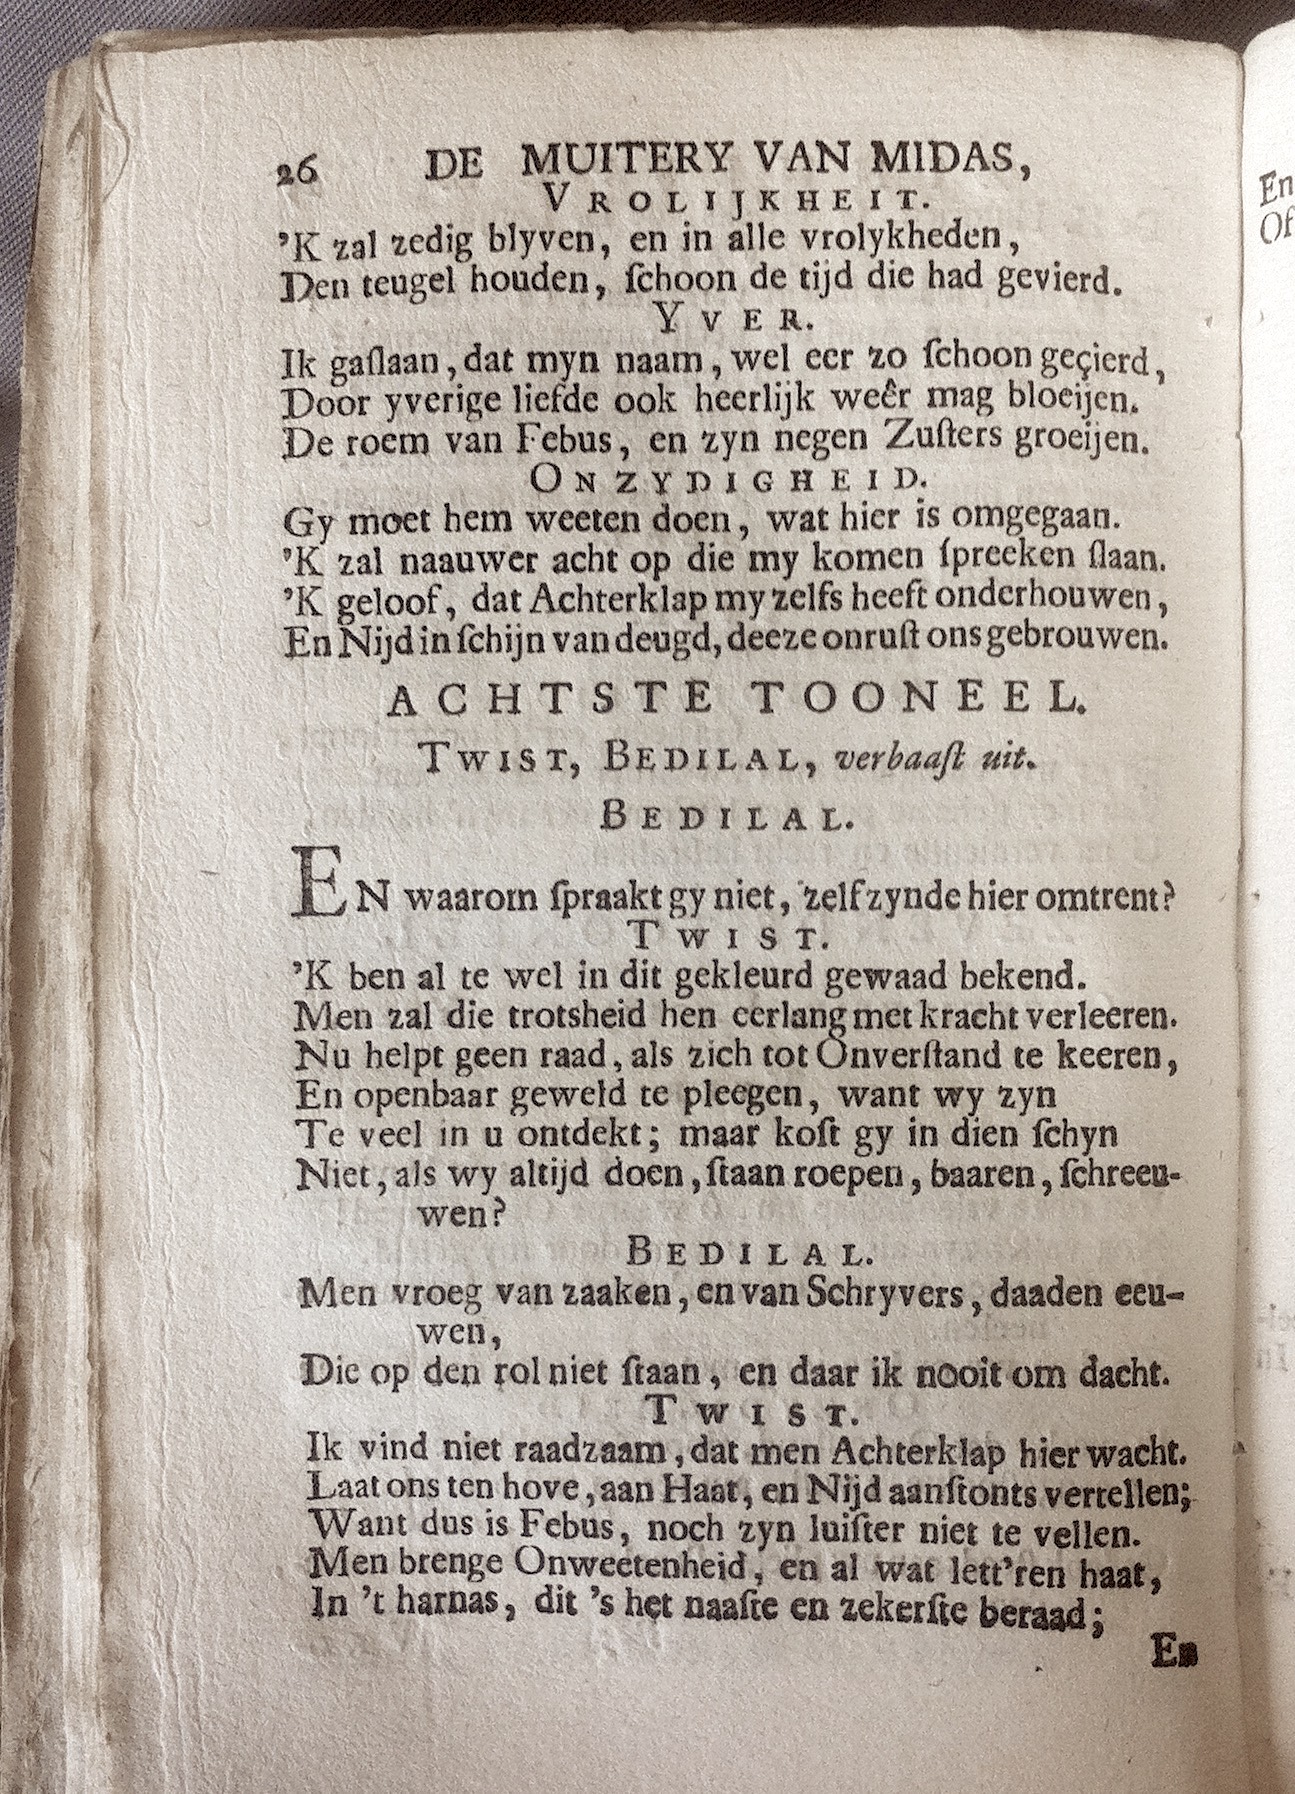 26 DE MUITERY VAN MIDAS,
VROLIJKHEIT.
’K zal zedig blyven, en in alle vrolykheden,
Den teugel houden, ſchoon de tijd die had gevierd.
YVER.
Ik gaſlaan, dat myn naam, wel eer zo ſchoon geçierd,
Door yverige liefde ook heerlijk weêr mag bloeijen.
De roem van Febus, en zyn negen Zuſters groeijen.
ONZYDIGHEID.
Gy moet hem weeten doen, wat hier is omgegaan.
’K zal naauwer acht op die my komen ſpreeken ſlaan.
’K geloof, dat Achterklap my zelfs heeft onderhouwen,
En Nijd in ſchijn van deugd, deeze onruſt ons gebrouwen.
ACHTSTE TOONEEL.
TWIST, BEDILAL, verbaaſt uit.
BEDILAL.
EN waarom ſpraakt gy niet, zelf zynde hier omtrent?
TWIST.
’K ben al te wel in dit gekleurd gewaad bekend.
Men zal die trotsheid hen eerlang met kracht verleeren.
Nu helpt geen raad, als zich tot Onverſtand te keeren,
En openbaar geweld te pleegen, want wy zyn
Te veel in u ontdekt; maar koſt gy in dien ſchyn
Niet, als wy altijd doen, ſtaan roepen, baaren, ſchreeu-
wen?
BEDILAL.
Men vroeg van zaaken, en van Schryvers, daaden eeu-
wen,
Die op den rol niet ſtaan, en daar ik nooit om dacht.
TWIST.
Ik vind niet raadzaam, dat men Achterklap hier wacht.
Laat ons ten hove, aan Haat, en Nijd aanſtonts vertellen;
Want dus is Febus, noch zyn luiſter niet te vellen.
Men brenge Onweetenheid, en al wat lett’ren haat,
In ’t harnas, dit ’s het naaſte en zekerſte beraad;
En
En
Of